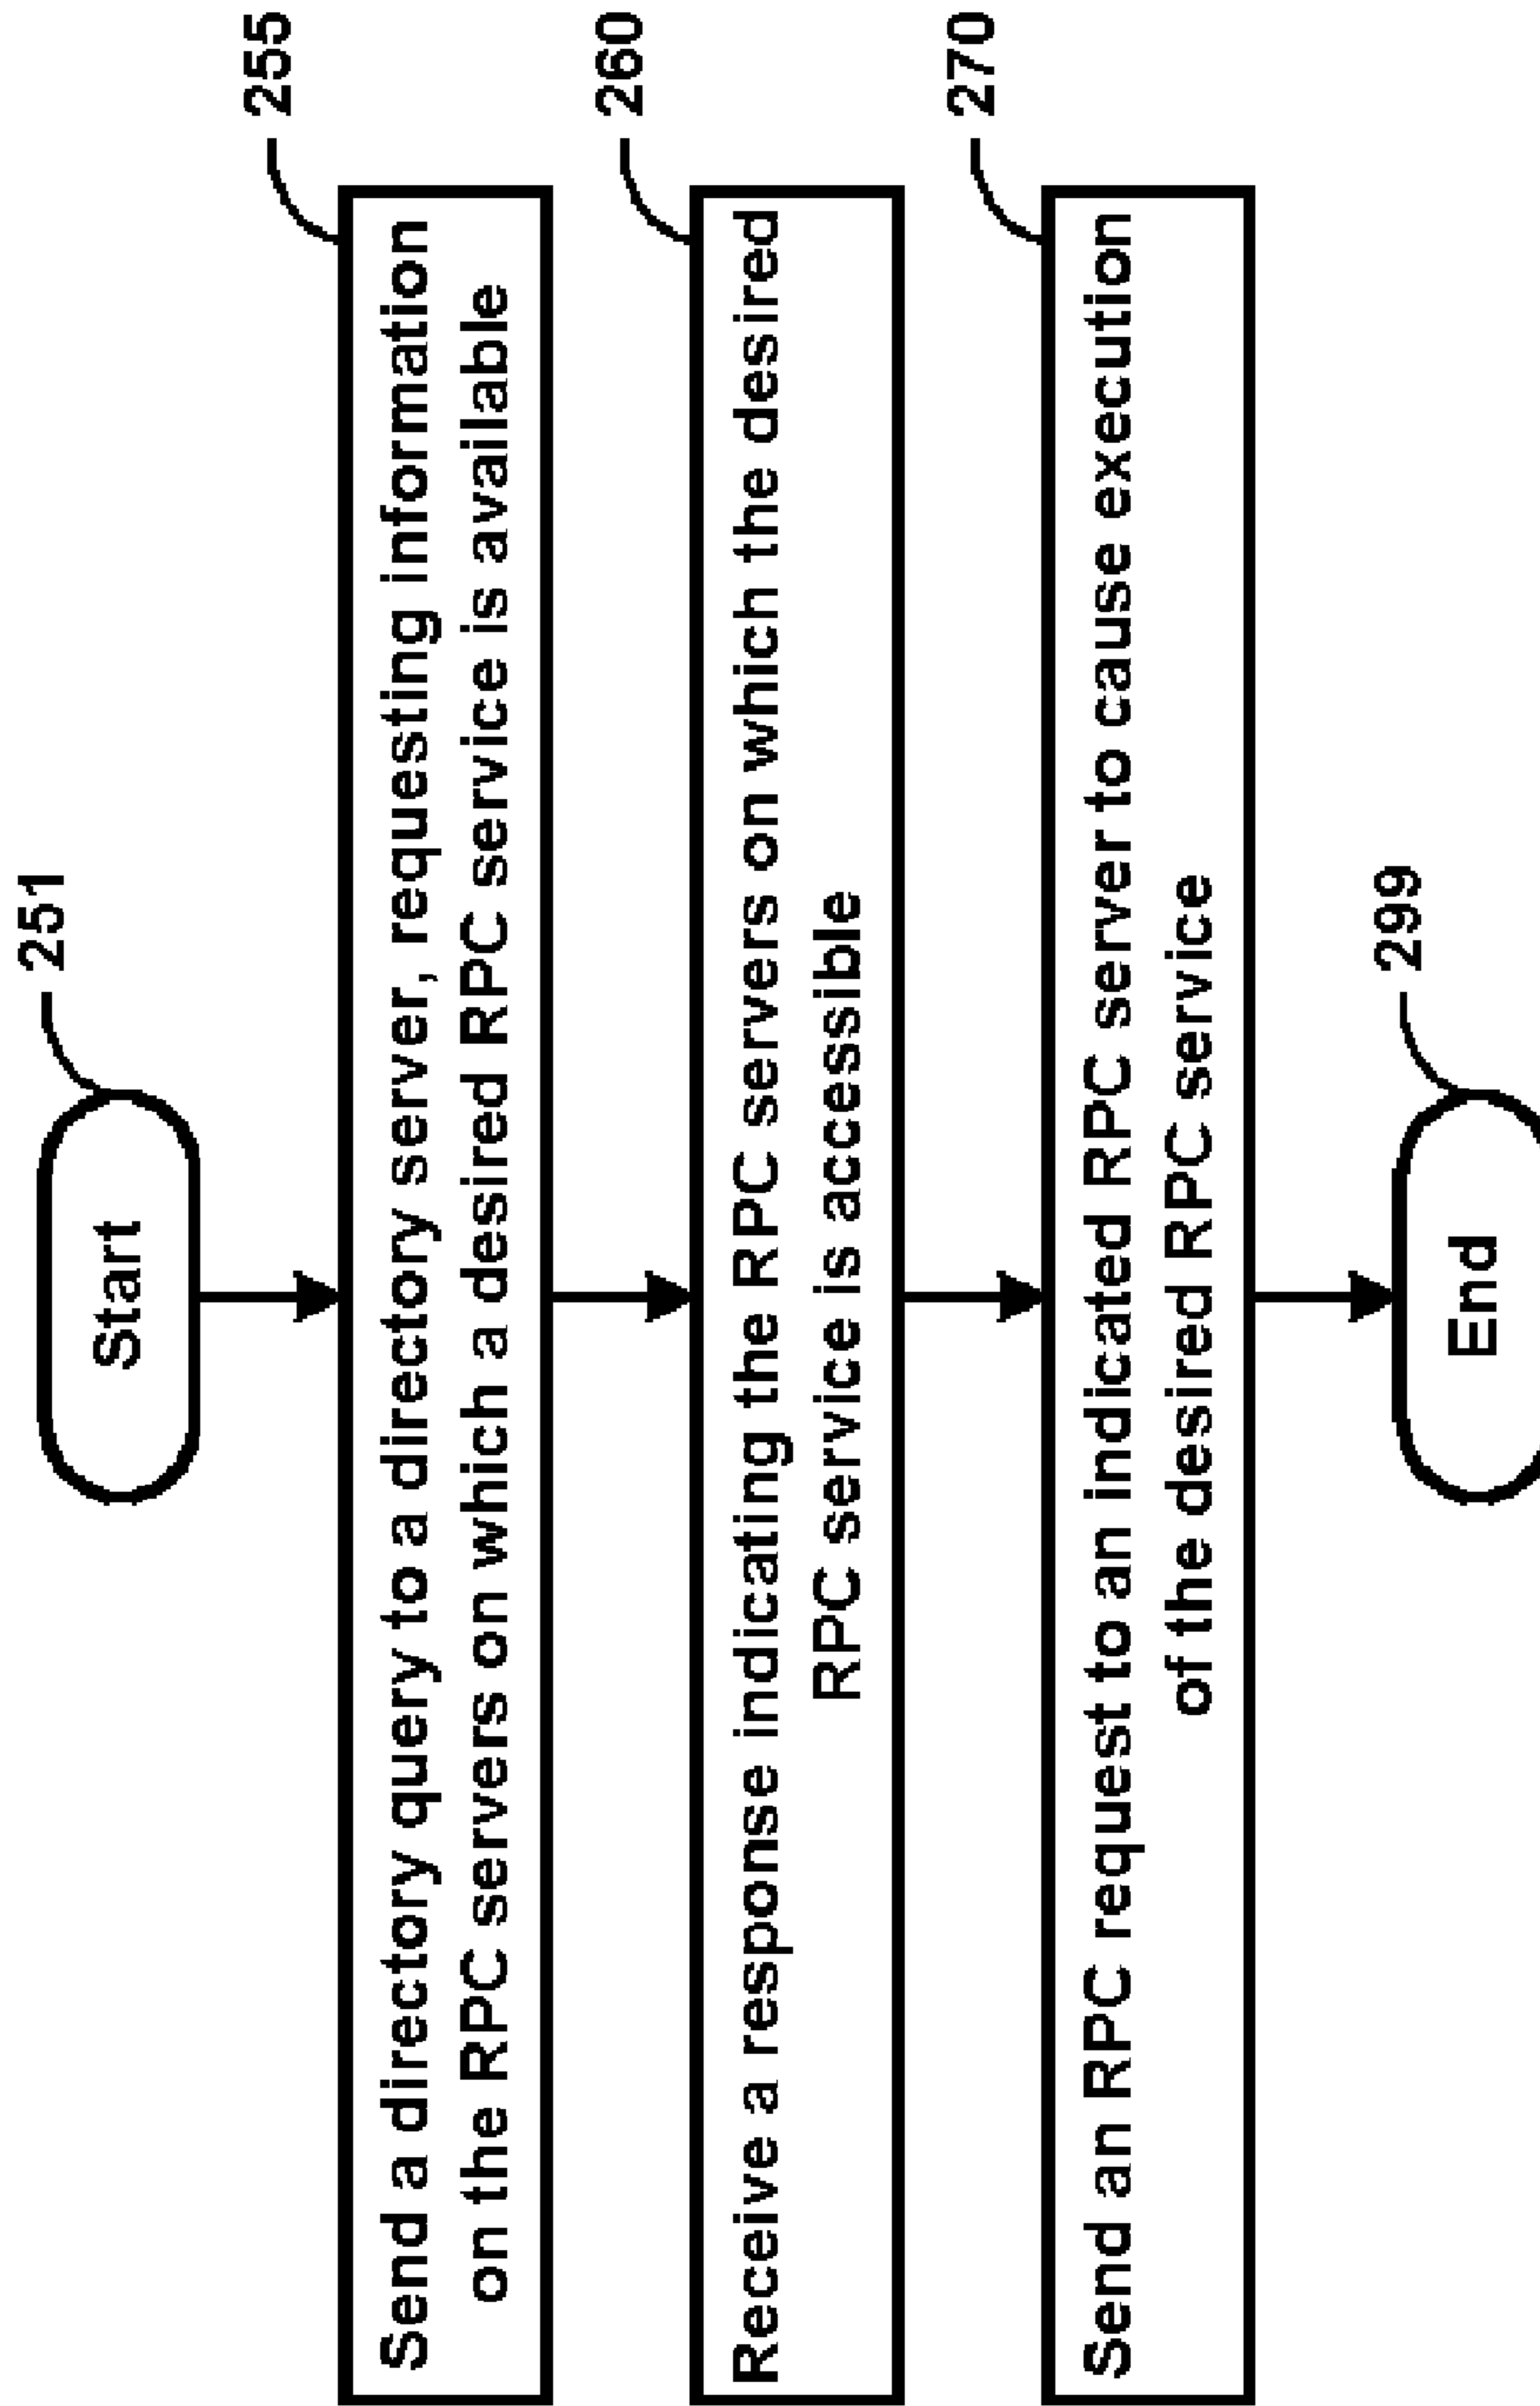 251
Start
255
Send a directory query to a directory server, requesting information
on the RPC servers on which a desired RPC service is available
260
Receive a response indicating the RPC servers on which the desired
RPC service is accessible
270
Send an RPC request to an indicated RPC server to cause execution
of the desired RPC service
299
End